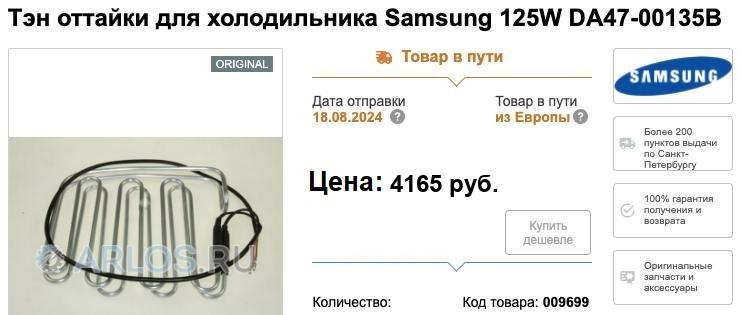 Тэн оттайки для холодильника Samsung 125W DA47-00135B
ORIGINAL
Товар в пути
Дата отправки
18.08.2024 ?
Товар в пути
из Европы ?
Цена: 4165 руб.
Купить
дешевле
Количество:
Код товара: 009699
ARLOS.RU
SAMSUNG
Более 200
пунктов выдачи
по Санкт-
Петербургу
100% гарантия
получения и
возврата
Оригинальные
запчасти и
аксессуары